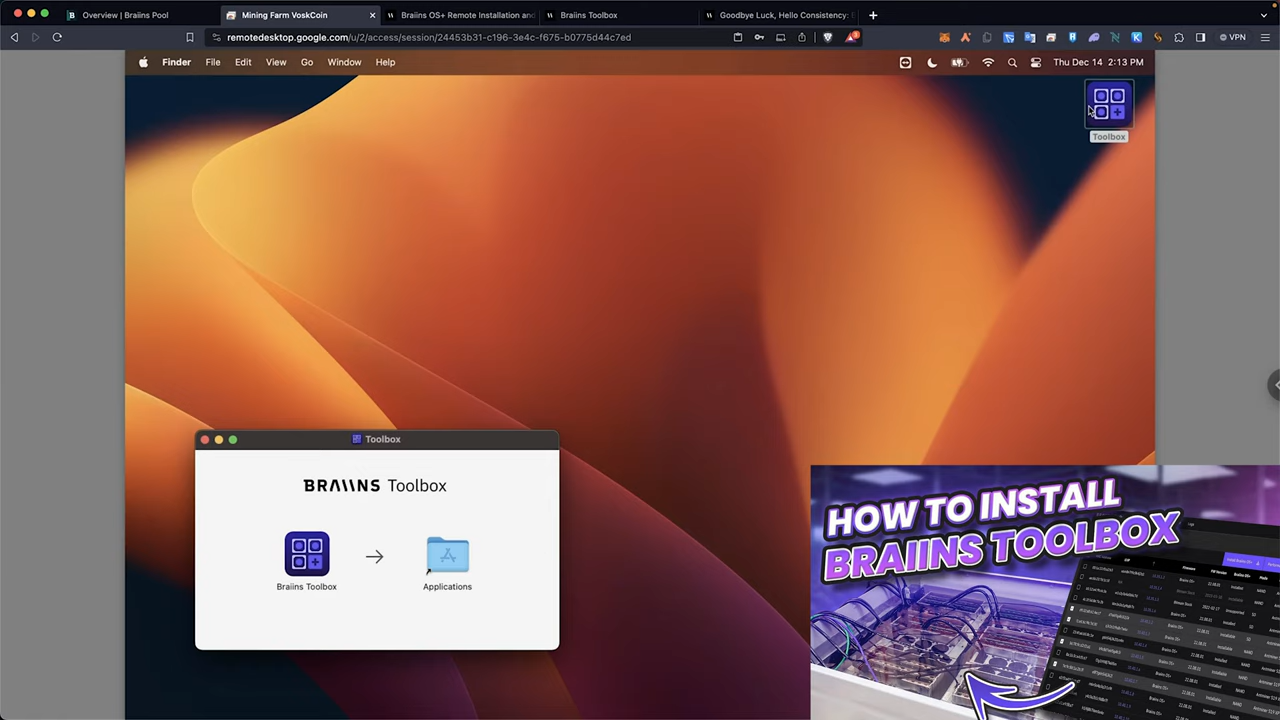 Overview | Braiins Pool
Mining Farm VoskCoin
Braiins OS+ Remote Installation and
Braiins Toolbox
Goodbye Luck, Hello Consistency: E
remotedesktop.google.com/u/2/access/session/24453b31-c196-3e4c-f675-b0775d44c7ed
VPN
Finder File Edit View Go Window Help
Thu Dec 14 2:13 PM
Toolbox
Toolbox
BRAIINS Toolbox
Braiins Toolbox
Applications
HOW TO INSTALL
BRAIINS TOOLBOX